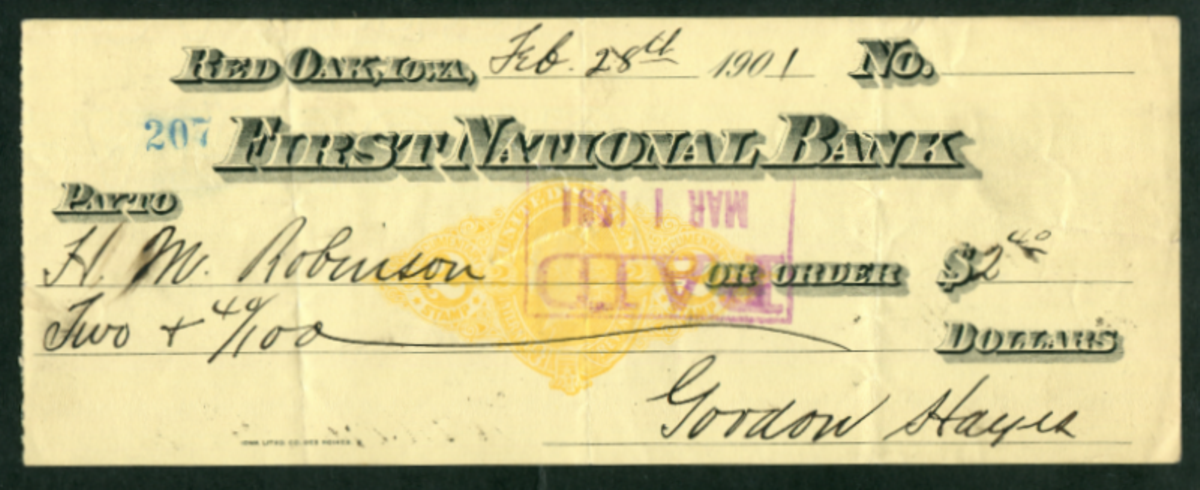 RED OAK, IOWA, Feb. 28th 1901 No.
207 FIRST NATIONAL BANK
PAY TO
MAR 1 1891
H. M. Robinson OR ORDER $2 40
PAID
Two + 40/100 DOLLARS
Gordon Hayes